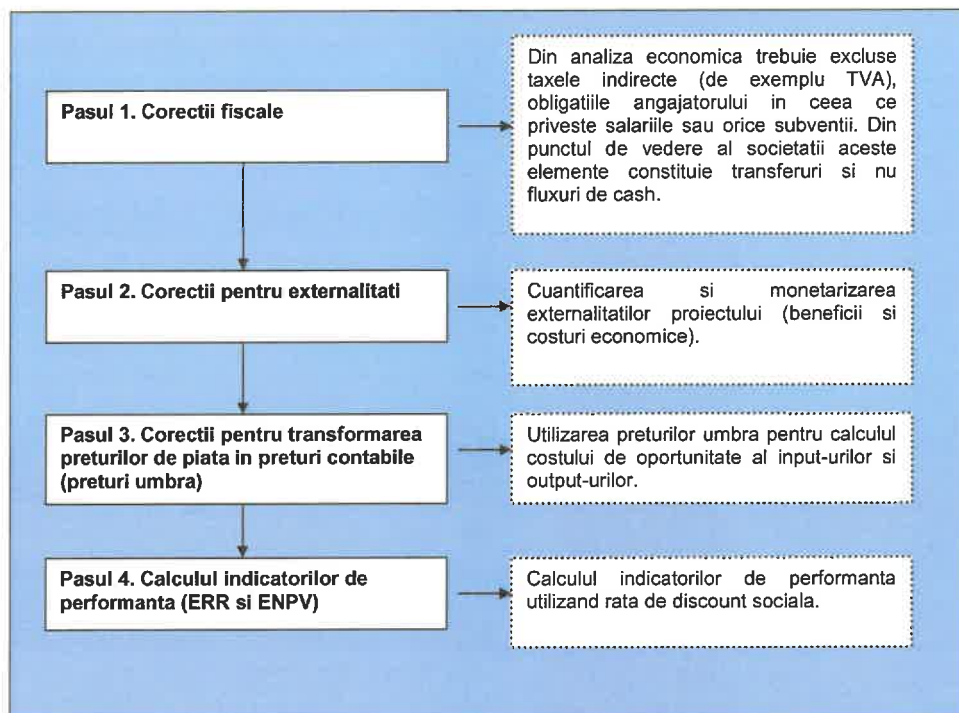 Pasul 1. Corectii fiscale
Din analiza economica trebuie excluse
taxele indirecte (de exemplu TVA),
obligatiile angajatorului in ceea ce
priveste salariile sau orice subventii. Din
punctul de vedere al societatii aceste
elemente constituie transferuri si nu
fluxuri de cash.
Pasul 2. Corectii pentru externalitati
Cuantificarea si monetarizarea
externalitatilor proiectului (beneficii si
costuri economice).
Pasul 3. Corectii pentru transformarea
preturilor de piata in preturi contabile
(preturi umbra)
Utilizarea preturilor umbra pentru calculul
costului de oportunitate al input-urilor si
output-urilor.
Pasul 4. Calculul indicatorilor de
performanta (ERR si ENPV)
Calculul indicatorilor de performanta
utilizand rata de discount sociala.